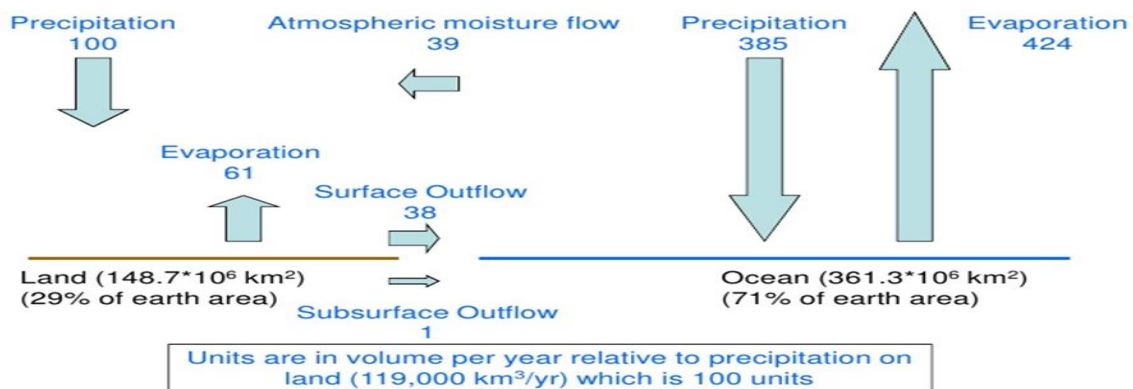 Precipitation
100
Atmospheric moisture flow
39
Precipitation
385
Evaporation
424
Evaporation
61
Surface Outflow
38
Land (148.7*10⁶ km²)
(29% of earth area)
Ocean (361.3*10⁶ km²)
(71% of earth area)
Subsurface Outflow
1
Units are in volume per year relative to precipitation on
land (119,000 km³/yr) which is 100 units